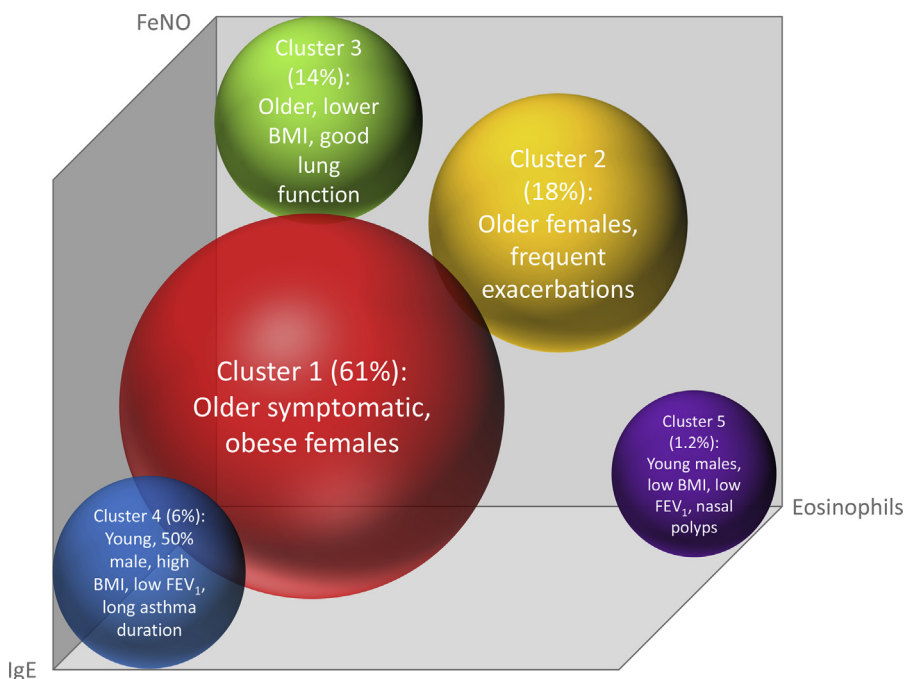 FeNO
Cluster 3
(14%):
Older, lower
BMI, good
lung
function
Cluster 2
(18%):
Older females,
frequent
exacerbations
Cluster 1 (61%):
Older symptomatic,
obese females
Cluster 5
(1.2%):
Young males,
low BMI, low
FEV₁, nasal
polyps
Eosinophils
Cluster 4 (6%):
Young, 50%
male, high
BMI, low FEV₁,
long asthma
duration
IgE